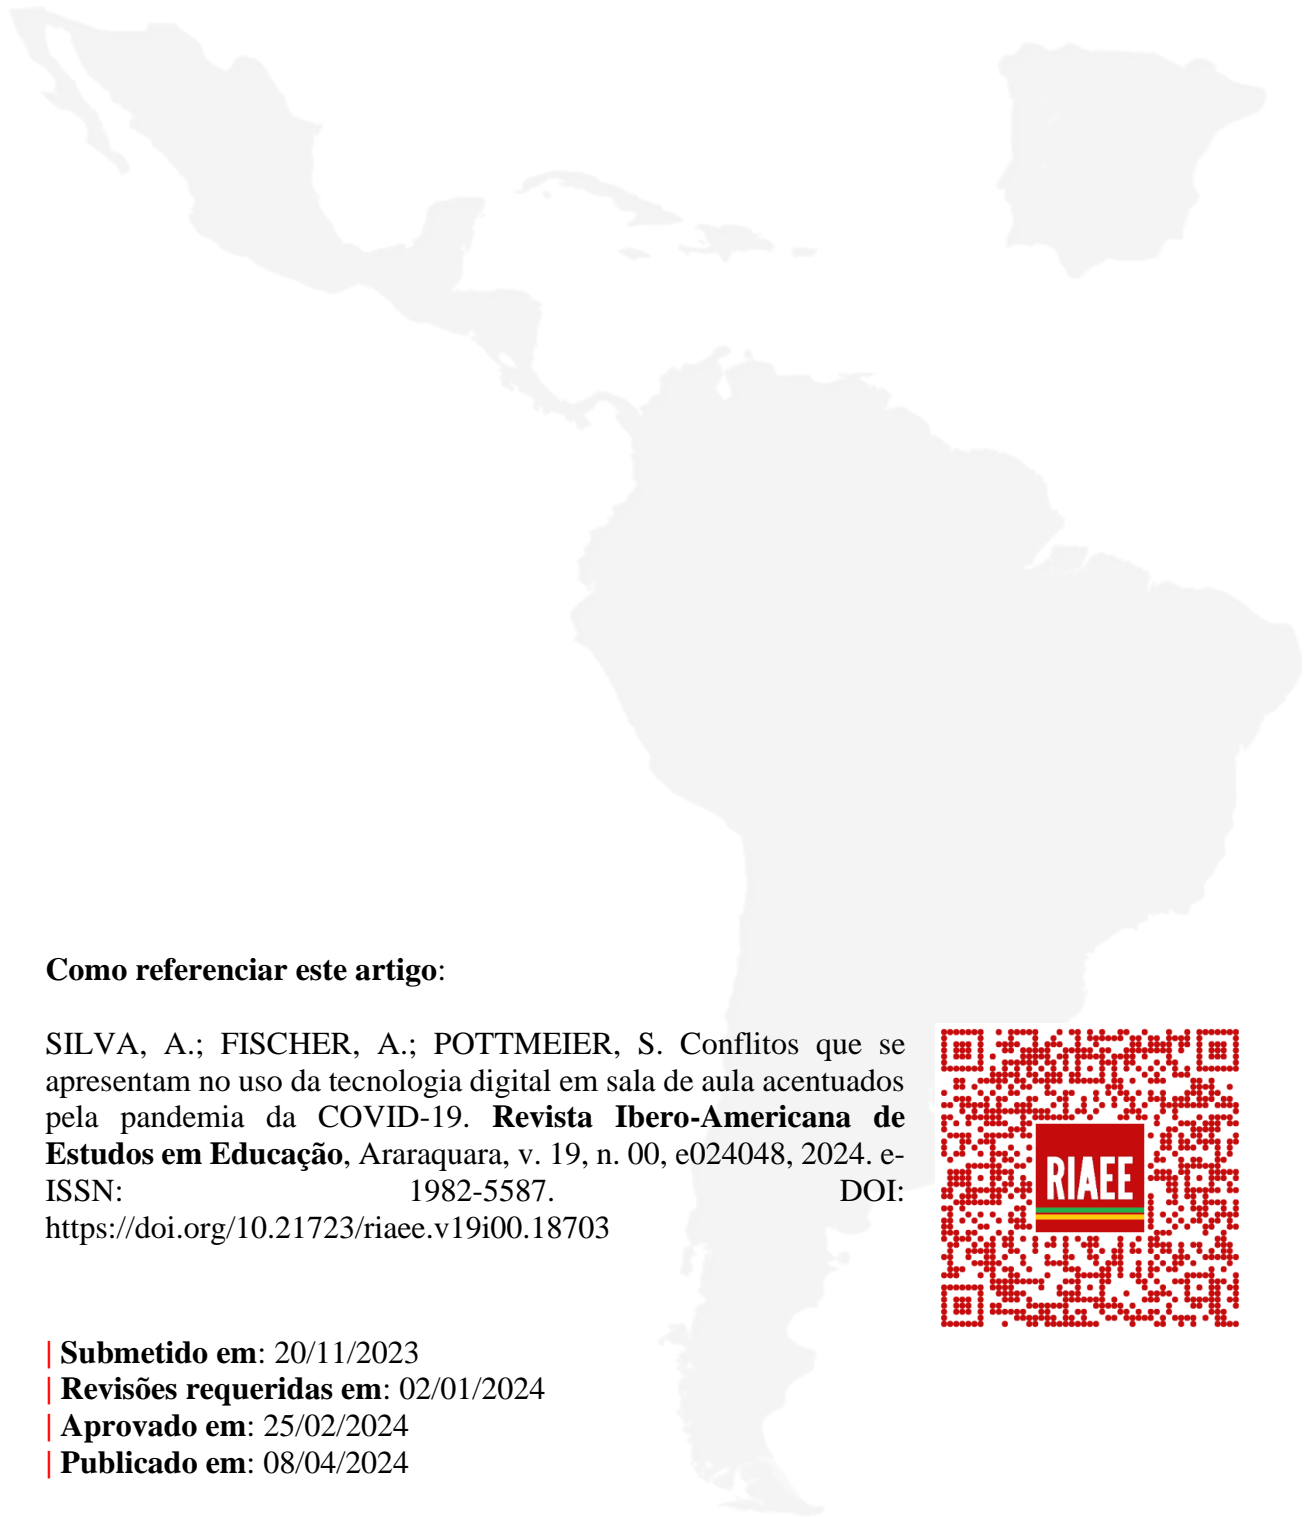 Como referenciar este artigo:
SILVA, A.; FISCHER, A.; POTTMEIER, S. Conflitos que se
apresentam no uso da tecnologia digital em sala de aula acentuados
pela pandemia da COVID-19. Revista Ibero-Americana de
Estudos em Educação, Araraquara, v. 19, n. 00, e024048, 2024. e-
ISSN: 1982-5587. DOI:
https://doi.org/10.21723/riaee.v19i00.18703
RIAEE
| Submetido em: 20/11/2023
| Revisões requeridas em: 02/01/2024
| Aprovado em: 25/02/2024
| Publicado em: 08/04/2024